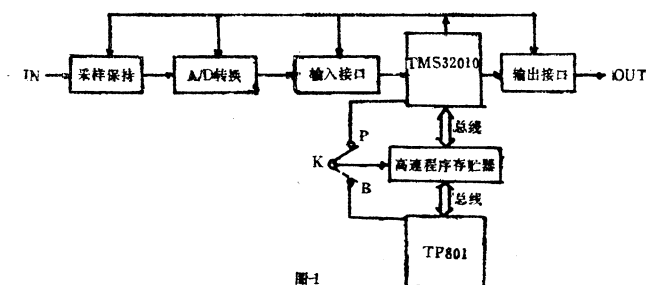 IN
采样保持
A/D转换
输入接口
TMS32010
输出接口
OUT
总线
P
K
B
高速程序存贮器
总线
TP801
图-1